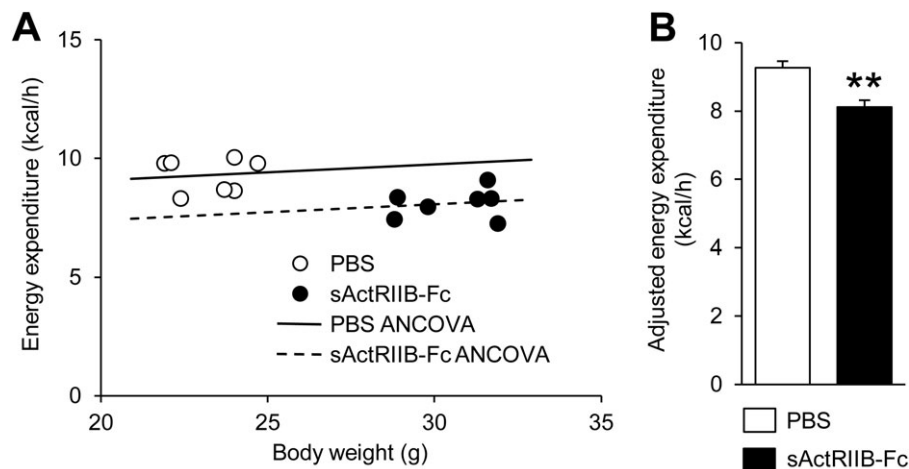 A
Energy expenditure (kcal/h)
15
10
5
0
20
25
30
35
Body weight (g)
PBS
sActRIIB-Fc
PBS ANCOVA
sActRIIB-Fc ANCOVA
B
Adjusted energy expenditure
(kcal/h)
10
8
6
4
2
0
**
PBS
sActRIIB-Fc